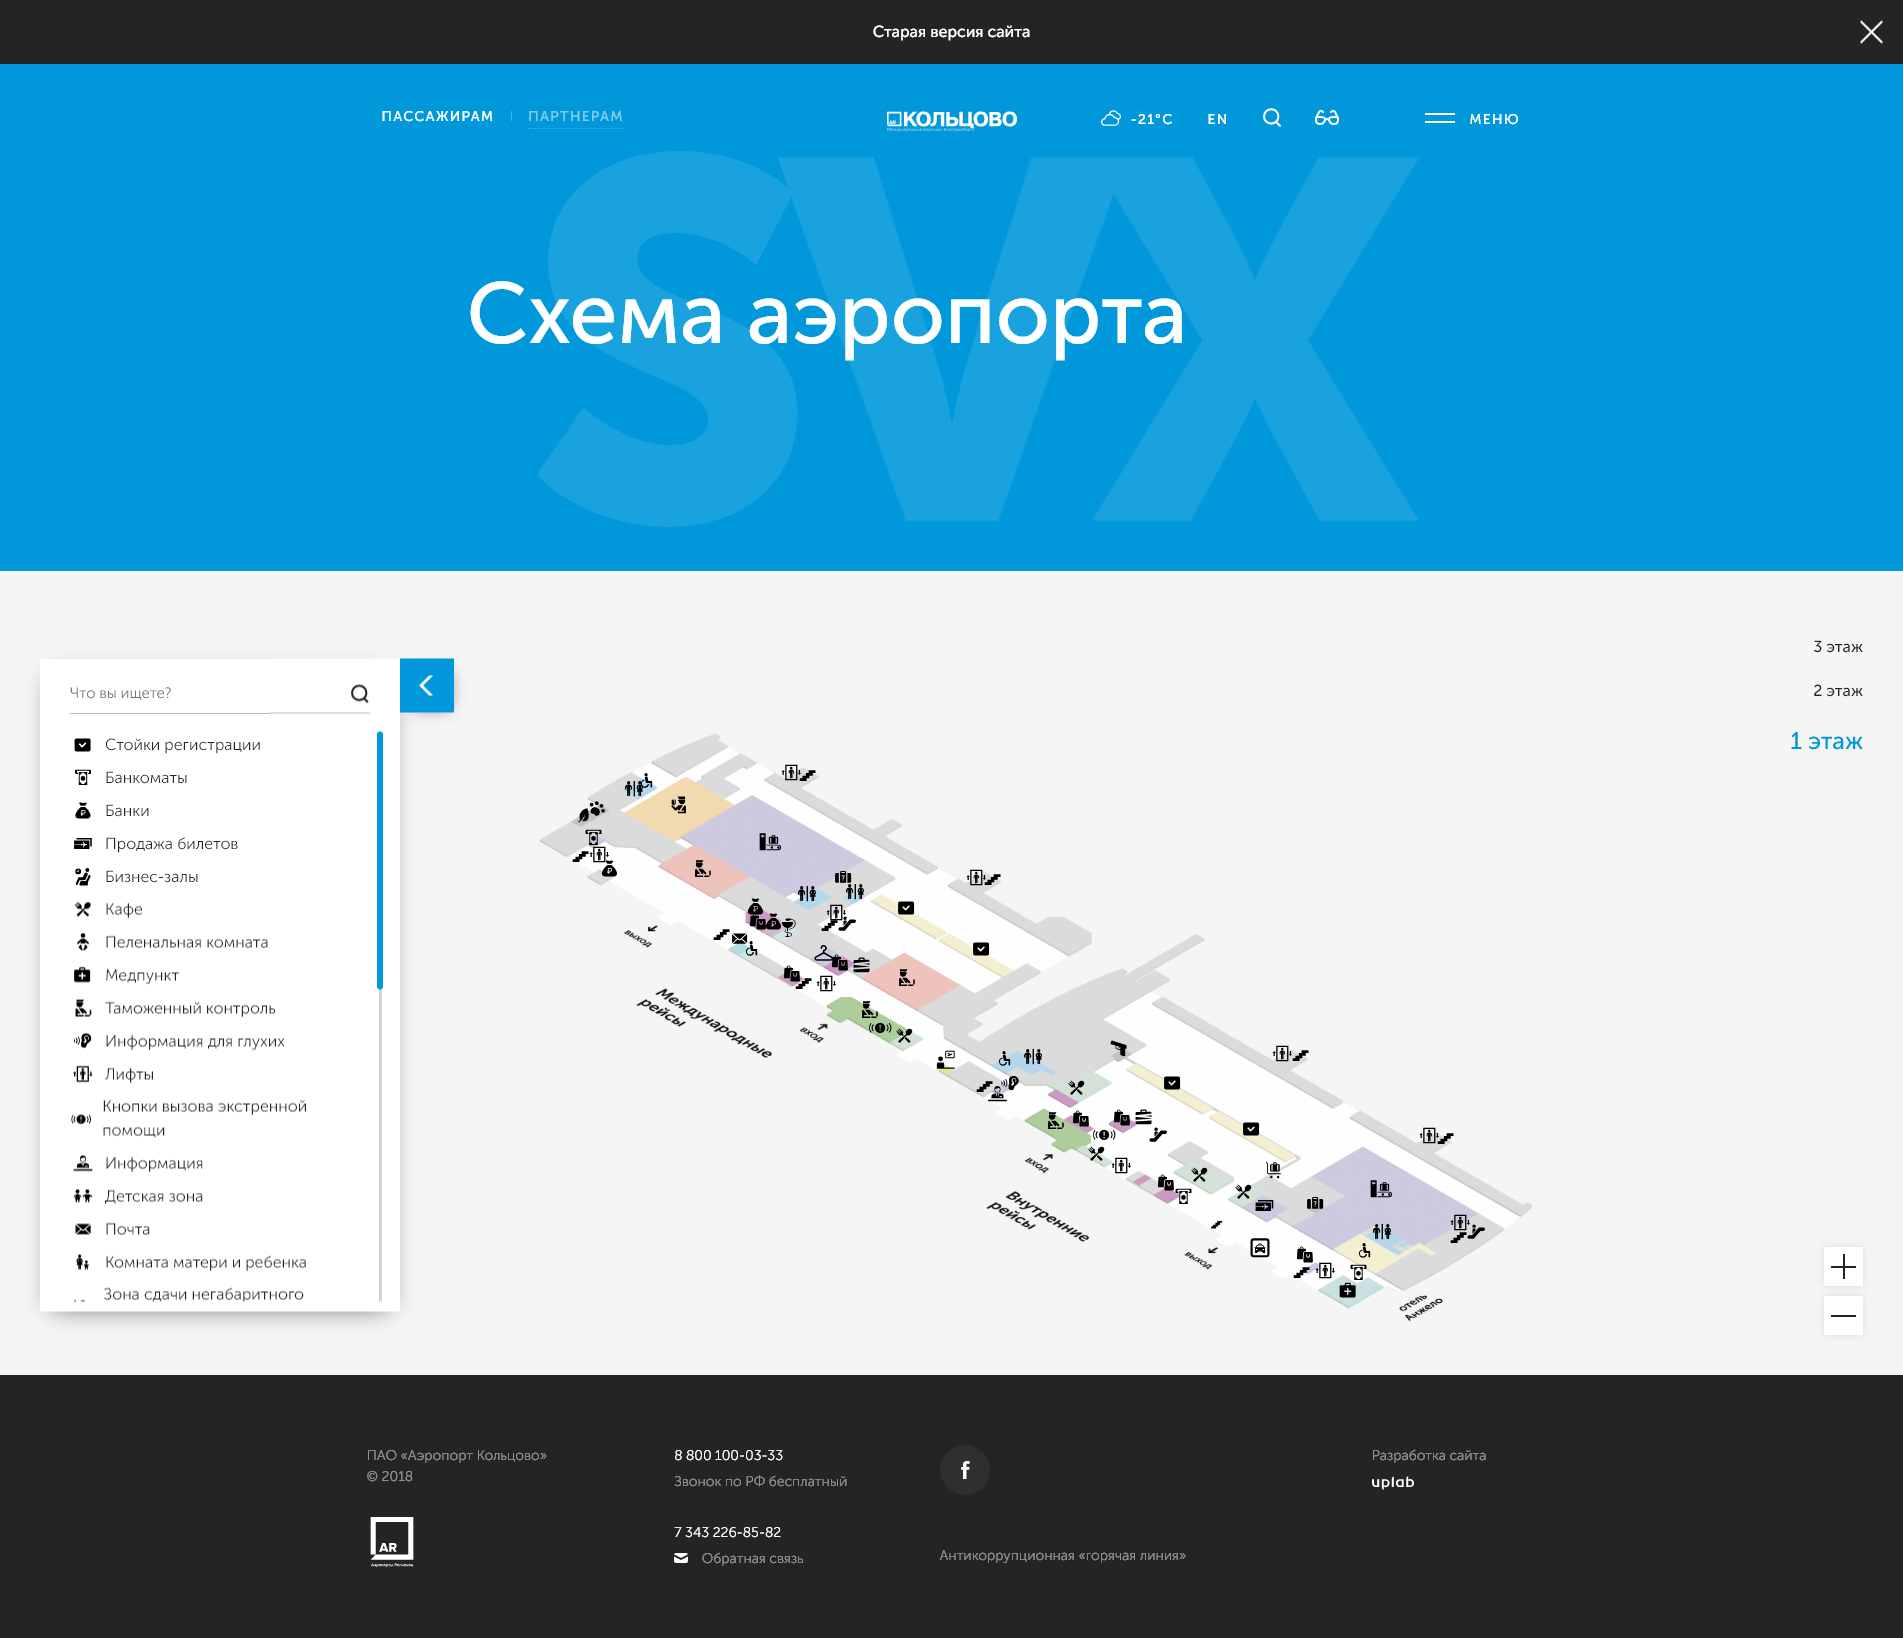 Старая версия сайта
ПАССАЖИРАМ
ПАРТНЕРАМ
КОЛЬЦОВО
-21°C
EN
МЕНЮ
SVX
Схема аэропорта
3 этаж
2 этаж
1 этаж
Что вы ищете?
Стойки регистрации
Банкоматы
Банки
Продажа билетов
Бизнес-залы
Кафе
Пеленальная комната
Медпункт
Таможенный контроль
Информация для глухих
Лифты
Кнопки вызова экстренной
помощи
Информация
Детская зона
Почта
Комната матери и ребенка
Зона сдачи негабаритного
выход
Международные
рейсы
вход
вход
Внутренние
рейсы
выход
отель
Анжело
ПАО «Аэропорт Кольцово»
© 2018
AR
Аэропорты Регионов
8 800 100-03-33
Звонок по РФ бесплатный
7 343 226-85-82
Обратная связь
f
Антикоррупционная «горячая линия»
Разработка сайта
uplab